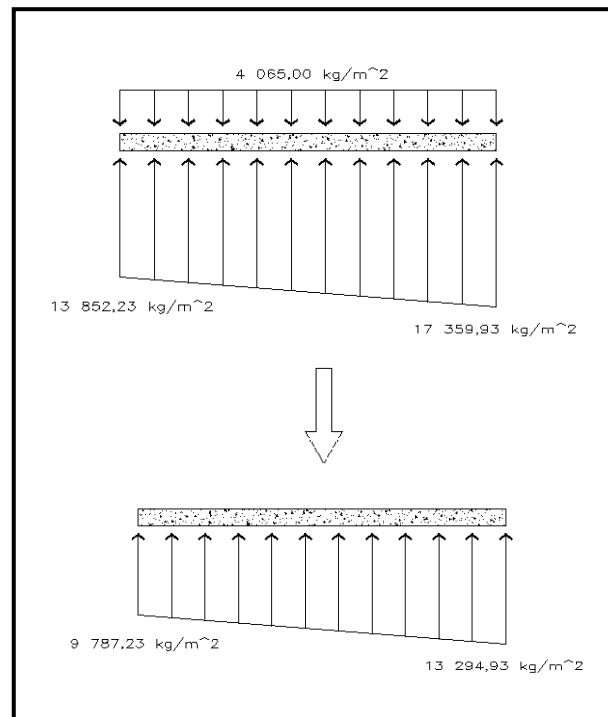 4 065,00 kg/m^2
13 852,23 kg/m^2
17 359,93 kg/m^2
9 787,23 kg/m^2
13 294,93 kg/m^2